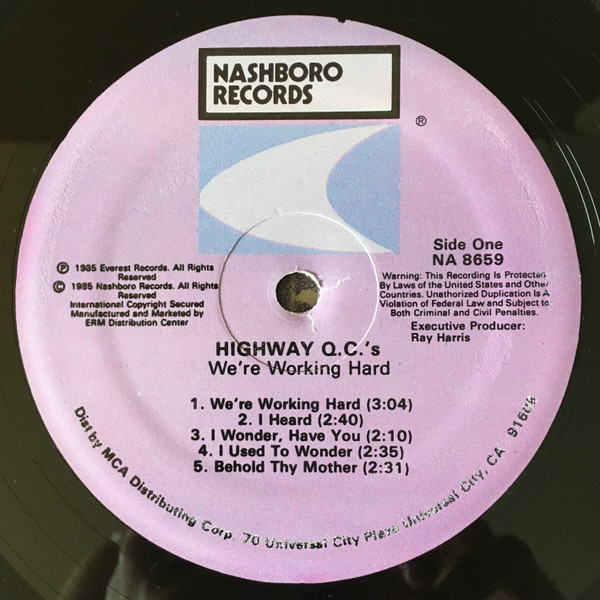 NASHBORO
RECORDS
®
Side One
NA 8659
Ⓟ 1985 Everest Records. All Rights
Reserved
© 1985 Nashboro Records. All Rights
Reserved
International Copyright Secured
Manufactured and Marketed by
ERM Distribution Center
Warning: This Recording Is Protected
By Laws of the United States and Other
Countries. Unauthorized Duplication Is A
Violation of Federal Law and Subject to
Both Criminal and Civil Penalties.
Executive Producer:
Ray Harris
HIGHWAY Q.C.'s
We're Working Hard
1. We're Working Hard (3:04)
2. I Heard (2:40)
3. I Wonder, Have You (2:10)
4. I Used To Wonder (2:35)
5. Behold Thy Mother (2:31)
Dist by MCA Distributing Corp. 70 Universal City Plaza Universal City, CA. 91608